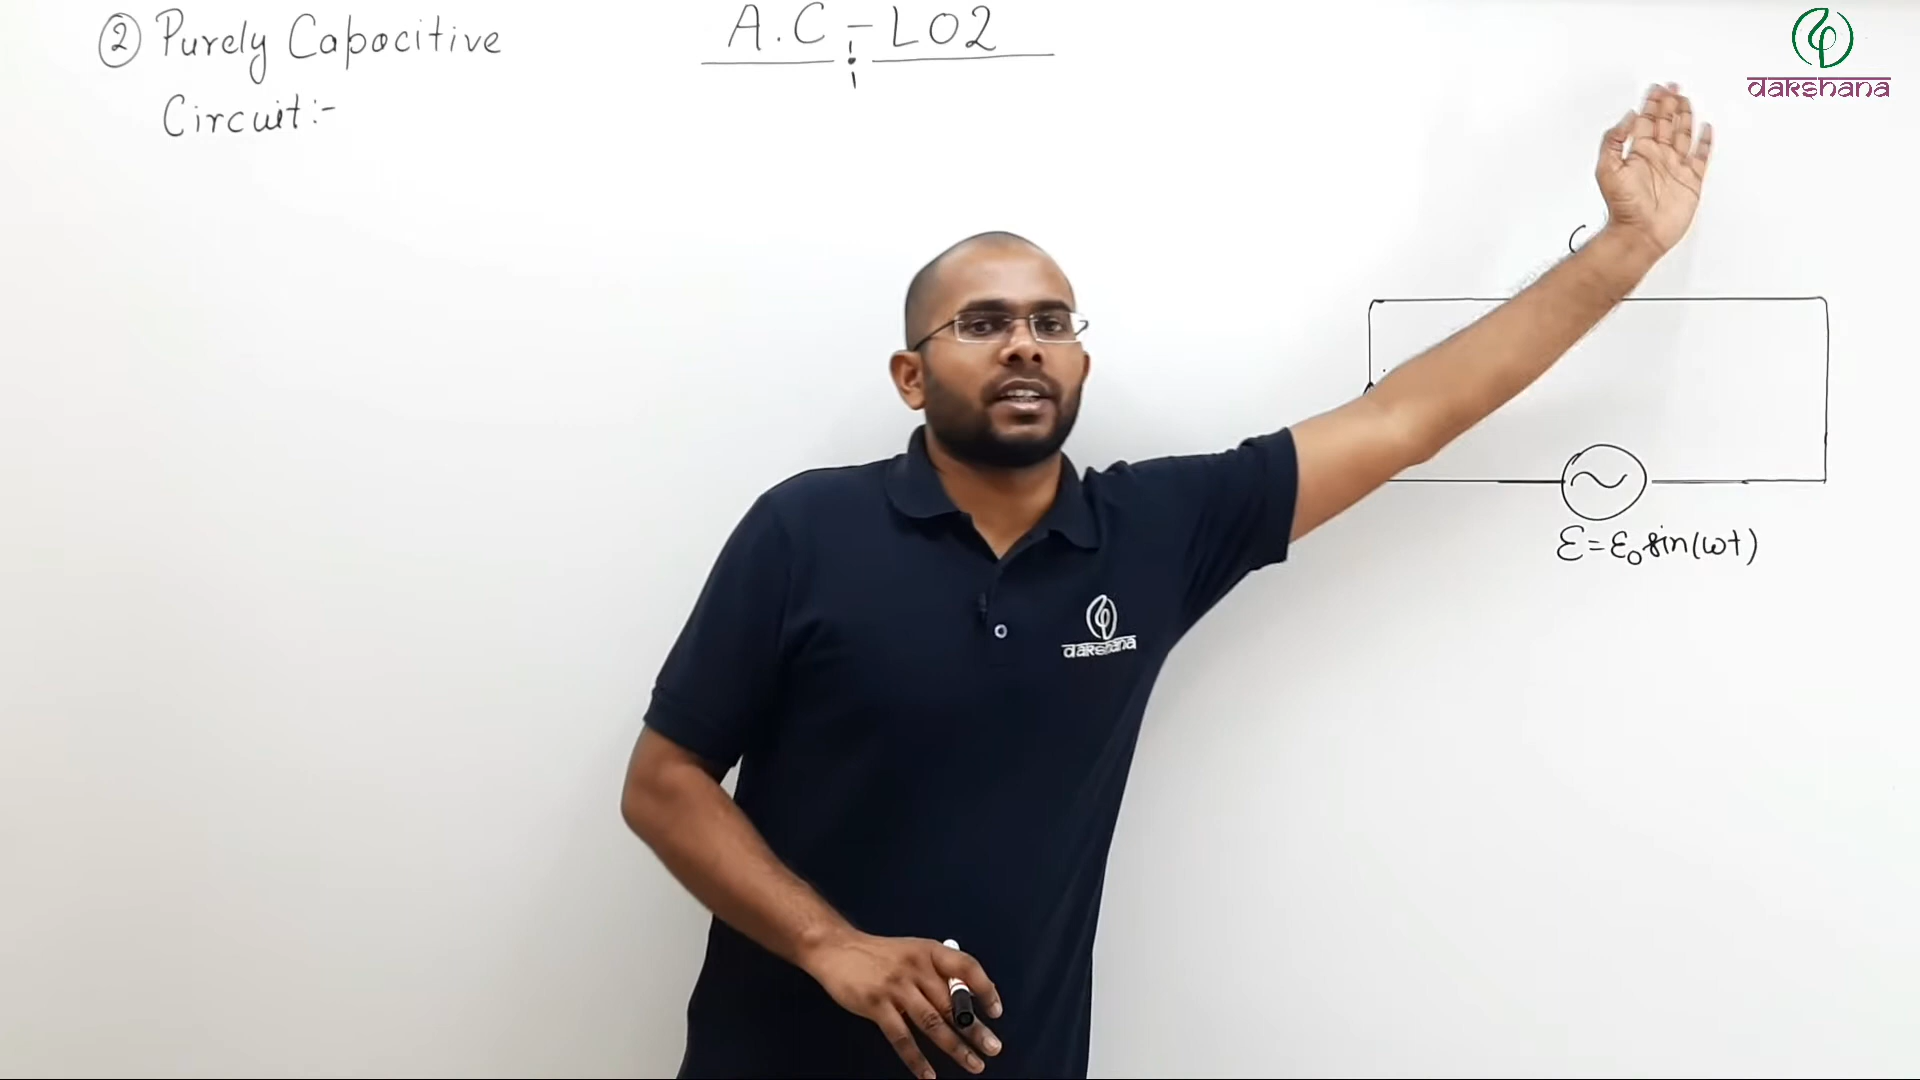 ② Purely Capacitive
Circuit:-
A.C - L02
dakshana
C
ε=ε₀sin(ωt)
dakshana